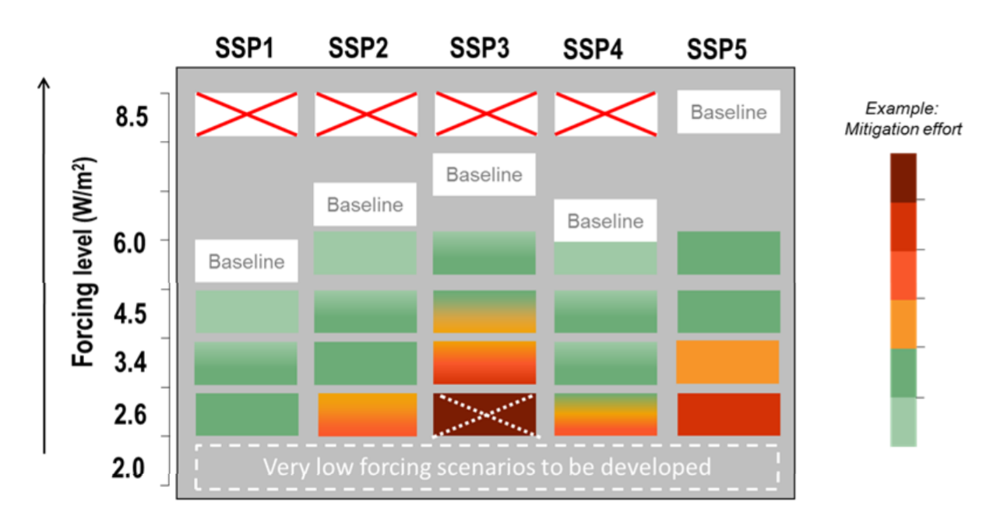 SSP1 SSP2 SSP3 SSP4 SSP5
8.5
Baseline
Baseline
Baseline
Baseline
6.0
Baseline
4.5
3.4
2.6
2.0
Very low forcing scenarios to be developed
Forcing level (W/m²)
Example:
Mitigation effort